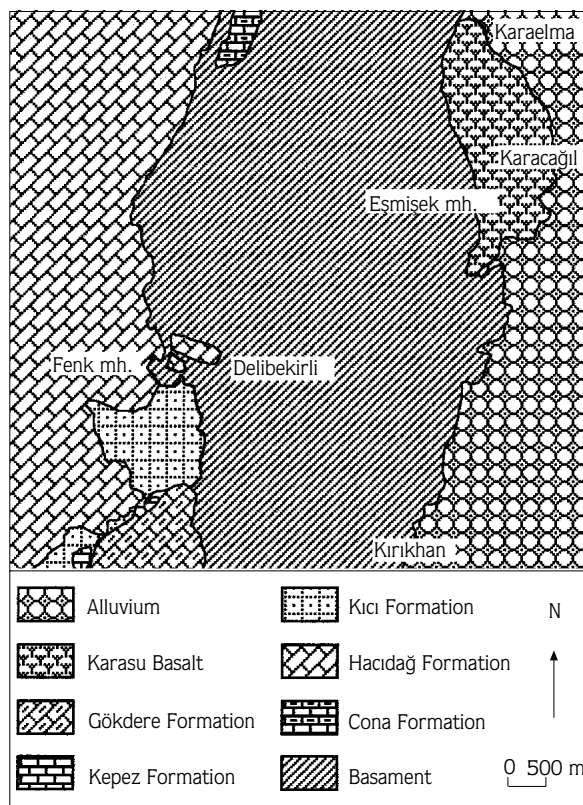 Karaelma
Karacağıl
Eşmişek mh.
Fenk mh.
Delibekirli
Kırıkhan
Alluvium
Karasu Basalt
Gökdere Formation
Kepez Formation
Kıcı Formation
Hacıdağ Formation
Cona Formation
Basament
N
0 500 m